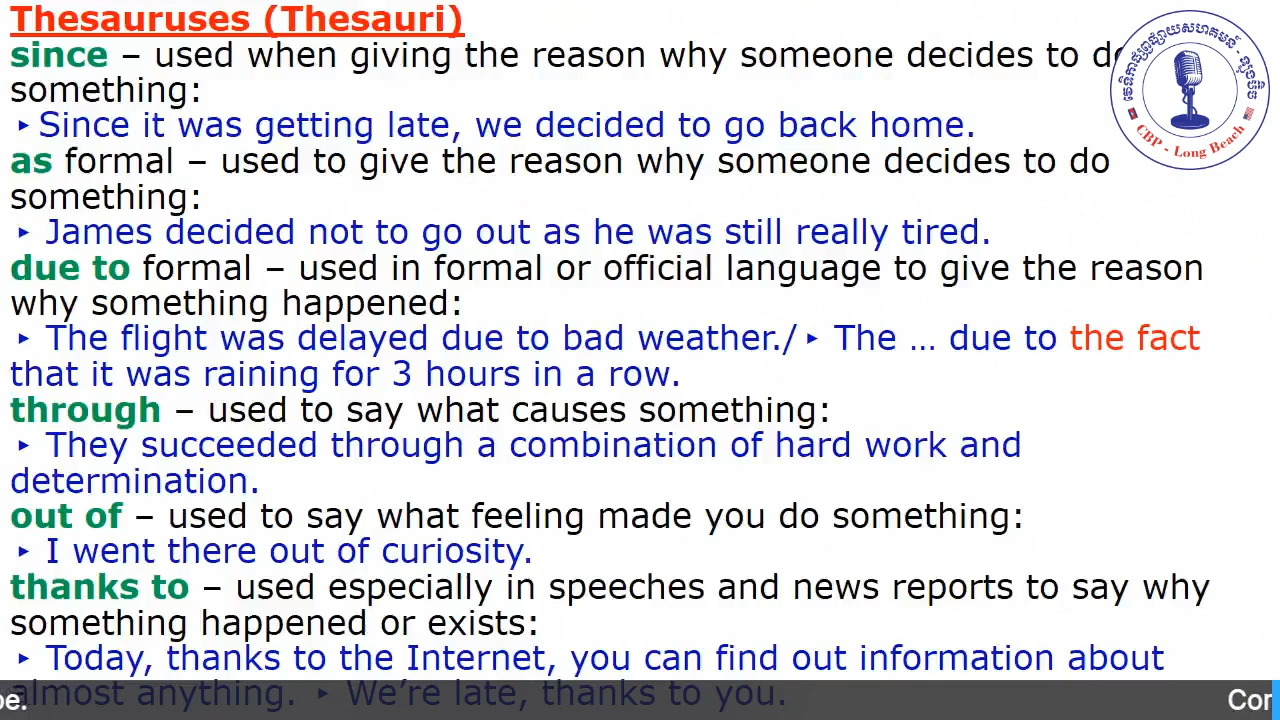 Thesauruses (Thesauri)
since – used when giving the reason why someone decides to do
something:
‣Since it was getting late, we decided to go back home.
as formal – used to give the reason why someone decides to do
something:
‣ James decided not to go out as he was still really tired.
due to formal – used in formal or official language to give the reason
why something happened:
‣ The flight was delayed due to bad weather./‣ The … due to the fact
that it was raining for 3 hours in a row.
through – used to say what causes something:
‣ They succeeded through a combination of hard work and
determination.
out of – used to say what feeling made you do something:
‣ I went there out of curiosity.
thanks to – used especially in speeches and news reports to say why
something happened or exists:
‣ Today, thanks to the Internet, you can find out information about
almost anything. ‣ We’re late, thanks to you.
CBP - Long Beach
be.
Con